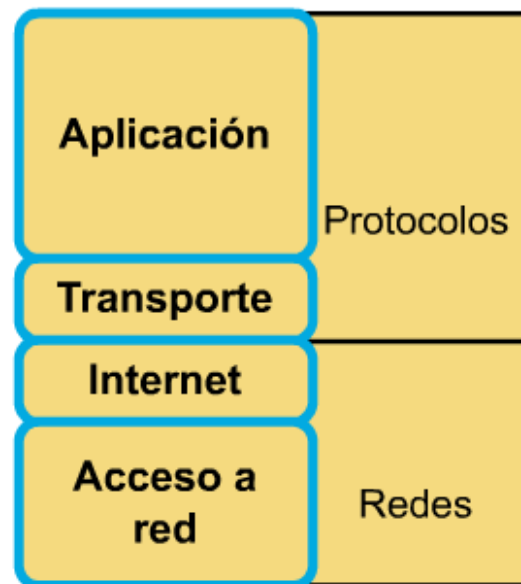 Aplicación
Protocolos
Transporte
Internet
Acceso a
red
Redes